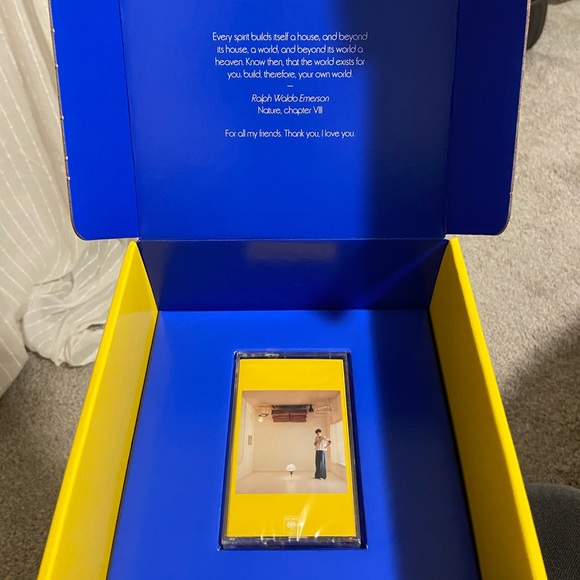 Every spirit builds itself a house, and beyond
its house, a world, and beyond its world a
heaven. Know then, that the world exists for
you. build, therefore, your own world.
—
Ralph Waldo Emerson
Nature, chapter VIII
For all my friends. Thank you, I love you.